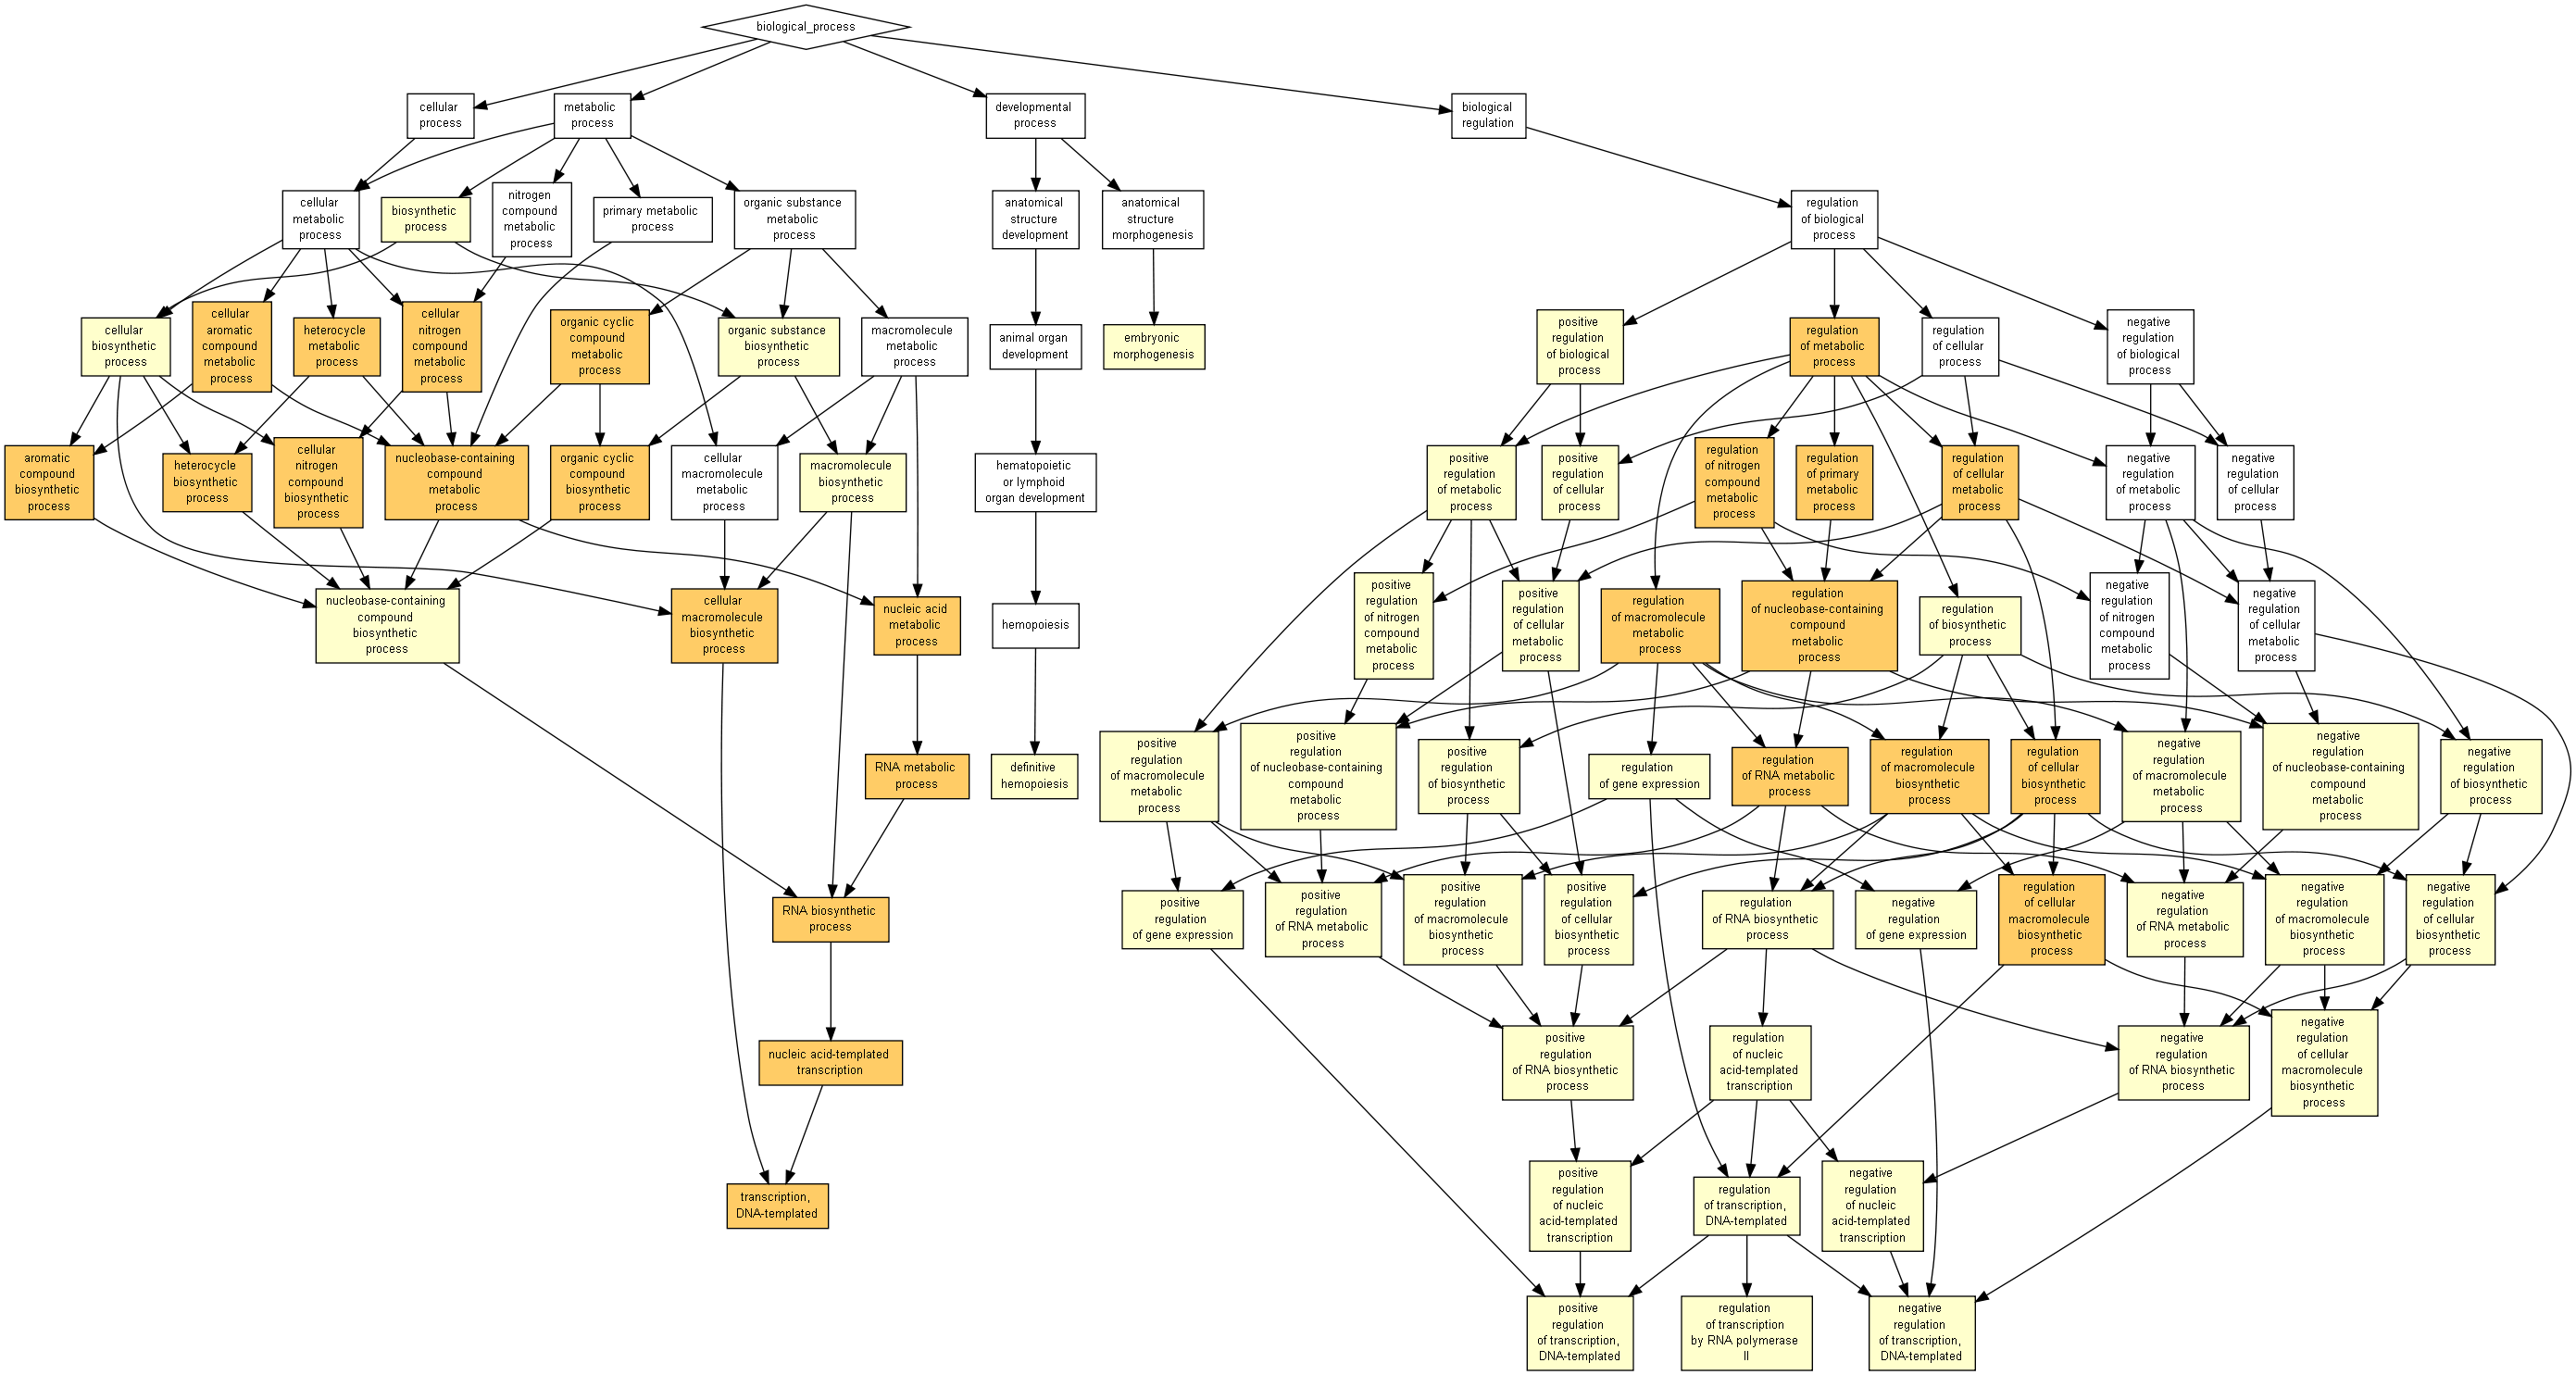 biological_process
cellular
process
metabolic
process
developmental
process
biological
regulation
cellular
metabolic
process
biosynthetic
process
nitrogen
compound
metabolic
process
primary metabolic
process
organic substance
metabolic
process
anatomical
structure
development
anatomical
structure
morphogenesis
regulation
of biological
process
cellular
biosynthetic
process
cellular
aromatic
compound
metabolic
process
heterocycle
metabolic
process
cellular
nitrogen
compound
metabolic
process
organic cyclic
compound
metabolic
process
organic substance
biosynthetic
process
macromolecule
metabolic
process
animal organ
development
embryonic
morphogenesis
positive
regulation
of biological
process
regulation
of metabolic
process
regulation
of cellular
process
negative
regulation
of biological
process
aromatic
compound
biosynthetic
process
heterocycle
biosynthetic
process
cellular
nitrogen
compound
biosynthetic
process
nucleobase-containing
compound
metabolic
process
organic cyclic
compound
biosynthetic
process
cellular
macromolecule
metabolic
process
macromolecule
biosynthetic
process
hematopoietic
or lymphoid
organ development
positive
regulation
of metabolic
process
positive
regulation
of cellular
process
regulation
of nitrogen
compound
metabolic
process
regulation
of primary
metabolic
process
regulation
of cellular
metabolic
process
negative
regulation
of metabolic
process
negative
regulation
of cellular
process
nucleobase-containing
compound
biosynthetic
process
cellular
macromolecule
biosynthetic
process
nucleic acid
metabolic
process
hemopoiesis
positive
regulation
of nitrogen
compound
metabolic
process
positive
regulation
of cellular
metabolic
process
regulation
of macromolecule
metabolic
process
regulation
of nucleobase-containing
compound
metabolic
process
regulation
of biosynthetic
process
negative
regulation
of nitrogen
compound
metabolic
process
negative
regulation
of cellular
metabolic
process
RNA metabolic
process
definitive
hemopoiesis
positive
regulation
of macromolecule
metabolic
process
positive
regulation
of nucleobase-containing
compound
metabolic
process
positive
regulation
of biosynthetic
process
regulation
of gene expression
regulation
of RNA metabolic
process
regulation
of macromolecule
biosynthetic
process
regulation
of cellular
biosynthetic
process
negative
regulation
of macromolecule
metabolic
process
negative
regulation
of nucleobase-containing
compound
metabolic
process
negative
regulation
of biosynthetic
process
RNA biosynthetic
process
positive
regulation
of gene expression
positive
regulation
of RNA metabolic
process
positive
regulation
of macromolecule
biosynthetic
process
positive
regulation
of cellular
biosynthetic
process
regulation
of RNA biosynthetic
process
negative
regulation
of gene expression
regulation
of cellular
macromolecule
biosynthetic
process
negative
regulation
of RNA metabolic
process
negative
regulation
of macromolecule
biosynthetic
process
negative
regulation
of cellular
biosynthetic
process
nucleic acid-templated
transcription
positive
regulation
of RNA biosynthetic
process
regulation
of nucleic
acid-templated
transcription
negative
regulation
of RNA biosynthetic
process
negative
regulation
of cellular
macromolecule
biosynthetic
process
transcription,
DNA-templated
positive
regulation
of nucleic
acid-templated
transcription
regulation
of transcription,
DNA-templated
negative
regulation
of nucleic
acid-templated
transcription
positive
regulation
of transcription,
DNA-templated
regulation
of transcription
by RNA polymerase
II
negative
regulation
of transcription,
DNA-templated